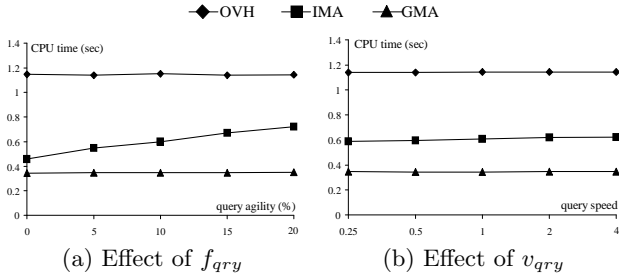 OVH IMA GMA
CPU time (sec)
1.4
1.2
1
0.8
0.6
0.4
0.2
0
query agility (%)
0 5 10 15 20
(a) Effect of f_qry
CPU time (sec)
1.4
1.2
1
0.8
0.6
0.4
0.2
0
query speed
0.25 0.5 1 2 4
(b) Effect of v_qry